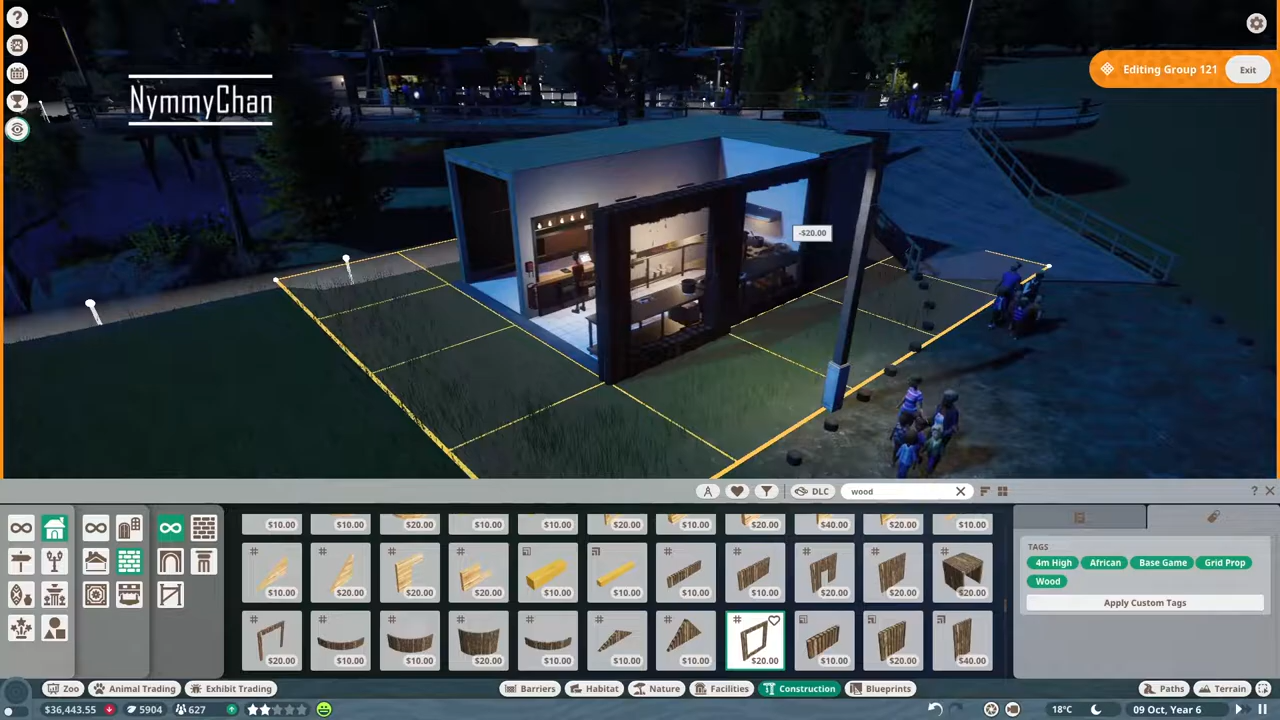 ?
Editing Group 121
Exit
NymmyChan
-$20.00
DLC
wood
?
$10.00 $10.00 $20.00 $10.00 $10.00 $20.00 $10.00 $20.00 $40.00 $20.00 $10.00
$10.00 $20.00 $20.00 $20.00 $10.00 $10.00 $10.00 $10.00 $20.00 $20.00 $20.00
$20.00 $10.00 $10.00 $20.00 $10.00 $10.00 $10.00 $20.00 $10.00 $20.00 $40.00
TAGS
4m High African Base Game Grid Prop
Wood
Apply Custom Tags
Zoo Animal Trading Exhibit Trading Barriers Habitat Nature Facilities Construction Blueprints Paths Terrain
$36,443.55 5904 627 18°C 09 Oct, Year 6